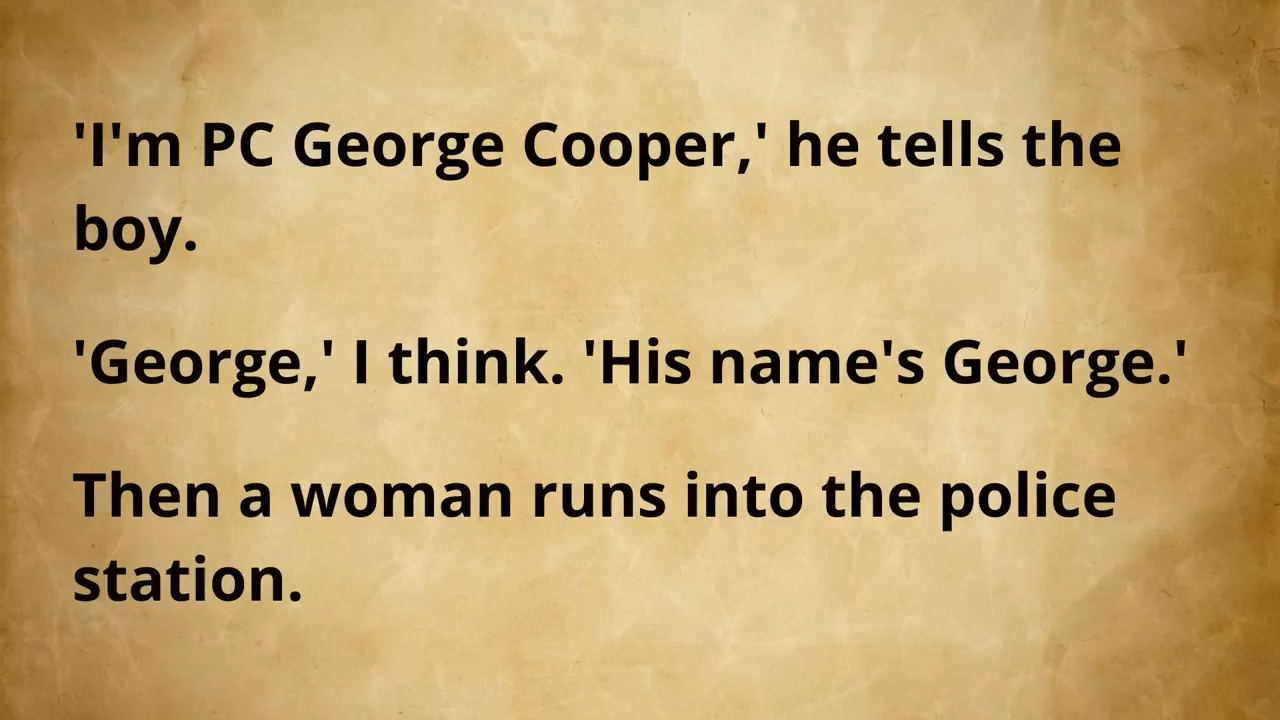 'I'm PC George Cooper,' he tells the
boy.
'George,' I think. 'His name's George.'
Then a woman runs into the police
station.